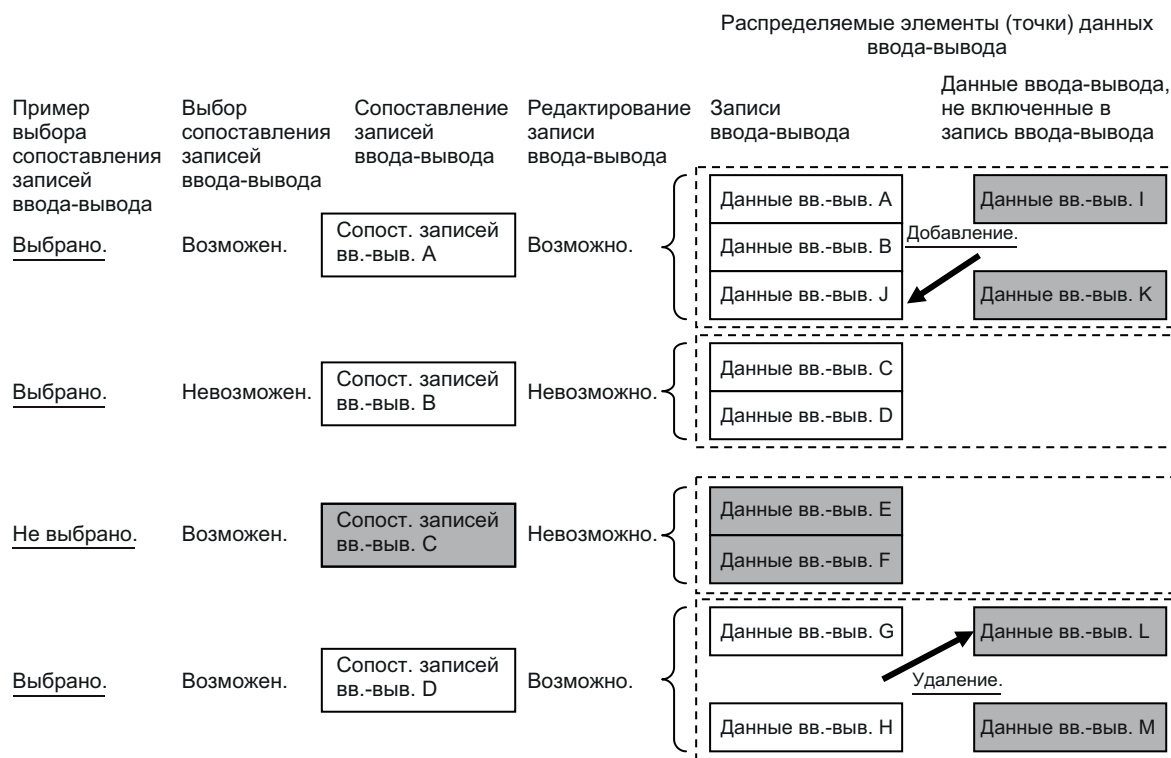 Распределяемые элементы (точки) данных
ввода-вывода
Пример
выбора
сопоставления
записей
ввода-вывода
Выбор
сопоставления
записей
ввода-вывода
Сопоставление
записей
ввода-вывода
Редактирование
записи
ввода-вывода
Записи
ввода-вывода
Данные ввода-вывода,
не включенные в
запись ввода-вывода
Выбрано.
Возможен.
Сопост. записей
вв.-выв. A
Возможно.
Данные вв.-выв. A
Данные вв.-выв. I
Данные вв.-выв. B
Добавление.
Данные вв.-выв. J
Данные вв.-выв. K
Выбрано.
Невозможен.
Сопост. записей
вв.-выв. B
Невозможно.
Данные вв.-выв. C
Данные вв.-выв. D
Не выбрано.
Возможен.
Сопост. записей
вв.-выв. C
Невозможно.
Данные вв.-выв. E
Данные вв.-выв. F
Выбрано.
Возможен.
Сопост. записей
вв.-выв. D
Возможно.
Данные вв.-выв. G
Данные вв.-выв. L
Удаление.
Данные вв.-выв. H
Данные вв.-выв. M